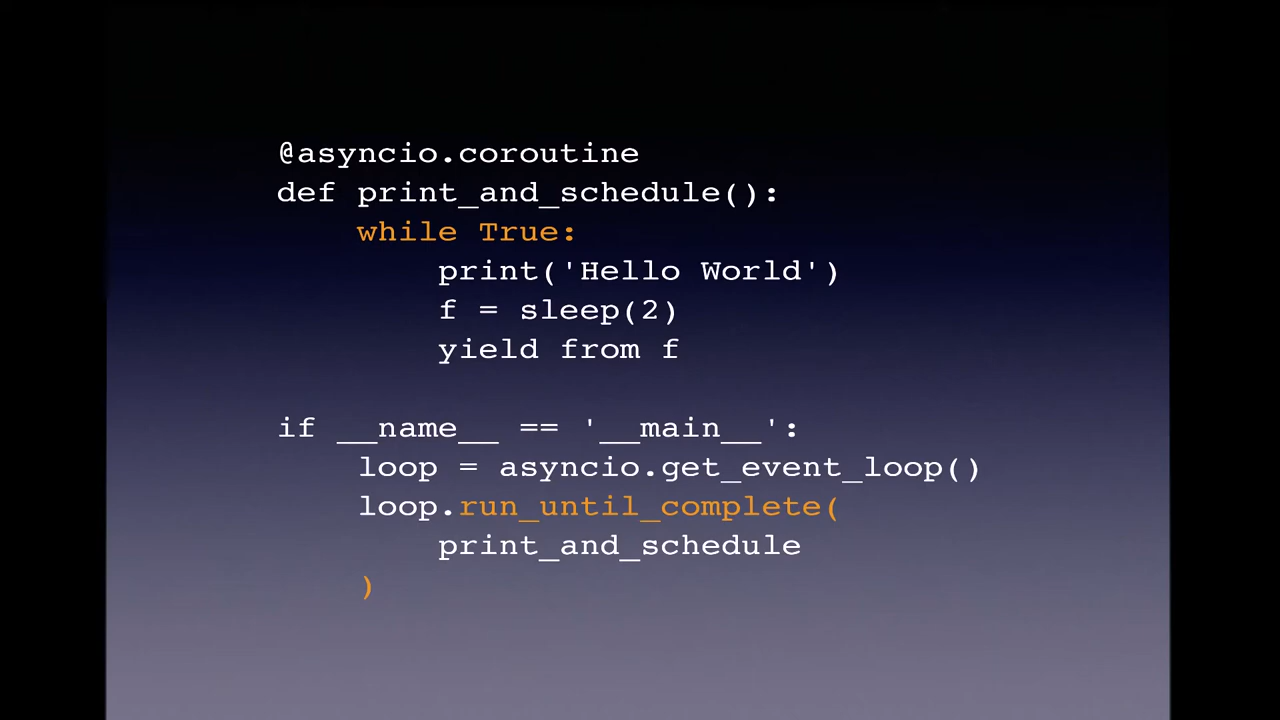 @asyncio.coroutine
def print_and_schedule():
    while True:
        print('Hello World')
        f = sleep(2)
        yield from f

if __name__ == '__main__':
    loop = asyncio.get_event_loop()
    loop.run_until_complete(
        print_and_schedule
    )